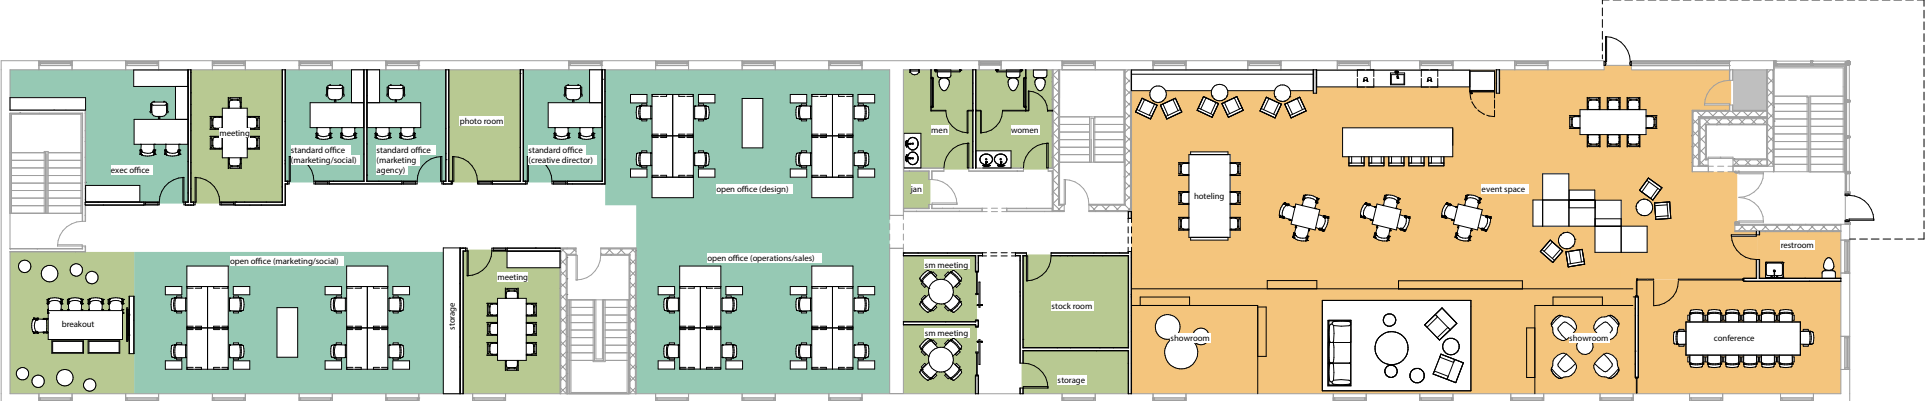 exec office
meeting
standard office
(marketing/social)
standard office
(marketing
agency)
photo room
standard office
(creative director)
open office (design)
men
women
jan
hoteling
event space
restroom
breakout
open office (marketing/social)
storage
meeting
open office (operations/sales)
sm meeting
sm meeting
stock room
storage
showroom
showroom
conference